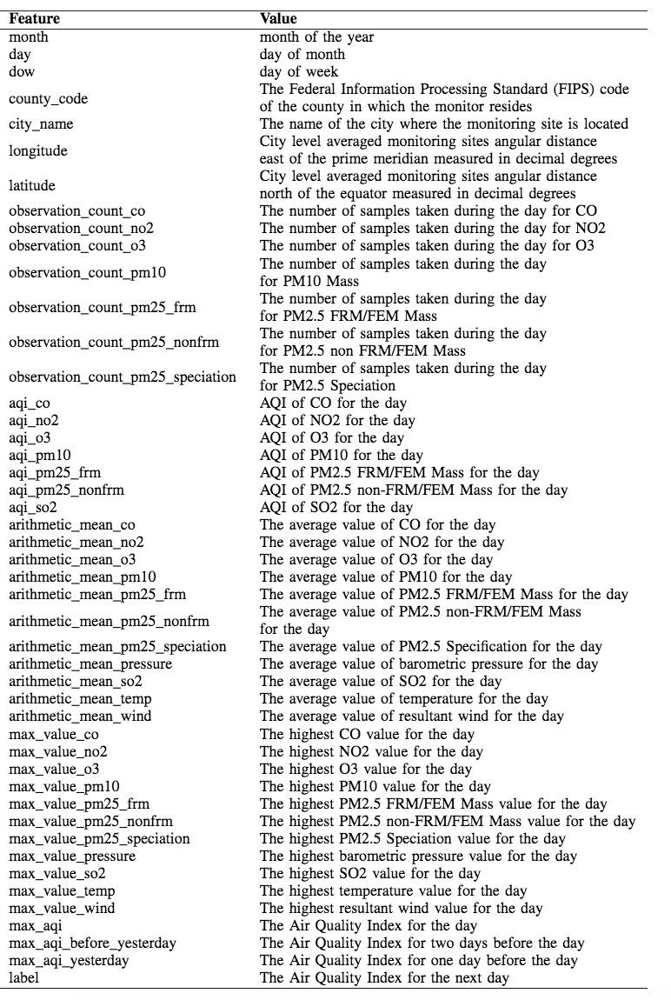 Feature Value
month month of the year
day day of month
dow day of week
county_code The Federal Information Processing Standard (FIPS) code
of the county in which the monitor resides
city_name The name of the city where the monitoring site is located
longitude City level averaged monitoring sites angular distance
east of the prime meridian measured in decimal degrees
latitude City level averaged monitoring sites angular distance
north of the equator measured in decimal degrees
observation_count_co The number of samples taken during the day for CO
observation_count_no2 The number of samples taken during the day for NO2
observation_count_o3 The number of samples taken during the day for O3
observation_count_pm10 The number of samples taken during the day
for PM10 Mass
observation_count_pm25_frm The number of samples taken during the day
for PM2.5 FRM/FEM Mass
observation_count_pm25_nonfrm The number of samples taken during the day
for PM2.5 non FRM/FEM Mass
observation_count_pm25_speciation The number of samples taken during the day
for PM2.5 Speciation
aqi_co AQI of CO for the day
aqi_no2 AQI of NO2 for the day
aqi_o3 AQI of O3 for the day
aqi_pm10 AQI of PM10 for the day
aqi_pm25_frm AQI of PM2.5 FRM/FEM Mass for the day
aqi_pm25_nonfrm AQI of PM2.5 non-FRM/FEM Mass for the day
aqi_so2 AQI of SO2 for the day
arithmetic_mean_co The average value of CO for the day
arithmetic_mean_no2 The average value of NO2 for the day
arithmetic_mean_o3 The average value of O3 for the day
arithmetic_mean_pm10 The average value of PM10 for the day
arithmetic_mean_pm25_frm The average value of PM2.5 FRM/FEM Mass for the day
arithmetic_mean_pm25_nonfrm The average value of PM2.5 non-FRM/FEM Mass
for the day
arithmetic_mean_pm25_speciation The average value of PM2.5 Specification for the day
arithmetic_mean_pressure The average value of barometric pressure for the day
arithmetic_mean_so2 The average value of SO2 for the day
arithmetic_mean_temp The average value of temperature for the day
arithmetic_mean_wind The average value of resultant wind for the day
max_value_co The highest CO value for the day
max_value_no2 The highest NO2 value for the day
max_value_o3 The highest O3 value for the day
max_value_pm10 The highest PM10 value for the day
max_value_pm25_frm The highest PM2.5 FRM/FEM Mass value for the day
max_value_pm25_nonfrm The highest PM2.5 non-FRM/FEM Mass value for the day
max_value_pm25_speciation The highest PM2.5 Speciation value for the day
max_value_pressure The highest barometric pressure value for the day
max_value_so2 The highest SO2 value for the day
max_value_temp The highest temperature value for the day
max_value_wind The highest resultant wind value for the day
max_aqi The Air Quality Index for the day
max_aqi_before_yesterday The Air Quality Index for two days before the day
max_aqi_yesterday The Air Quality Index for one day before the day
label The Air Quality Index for the next day